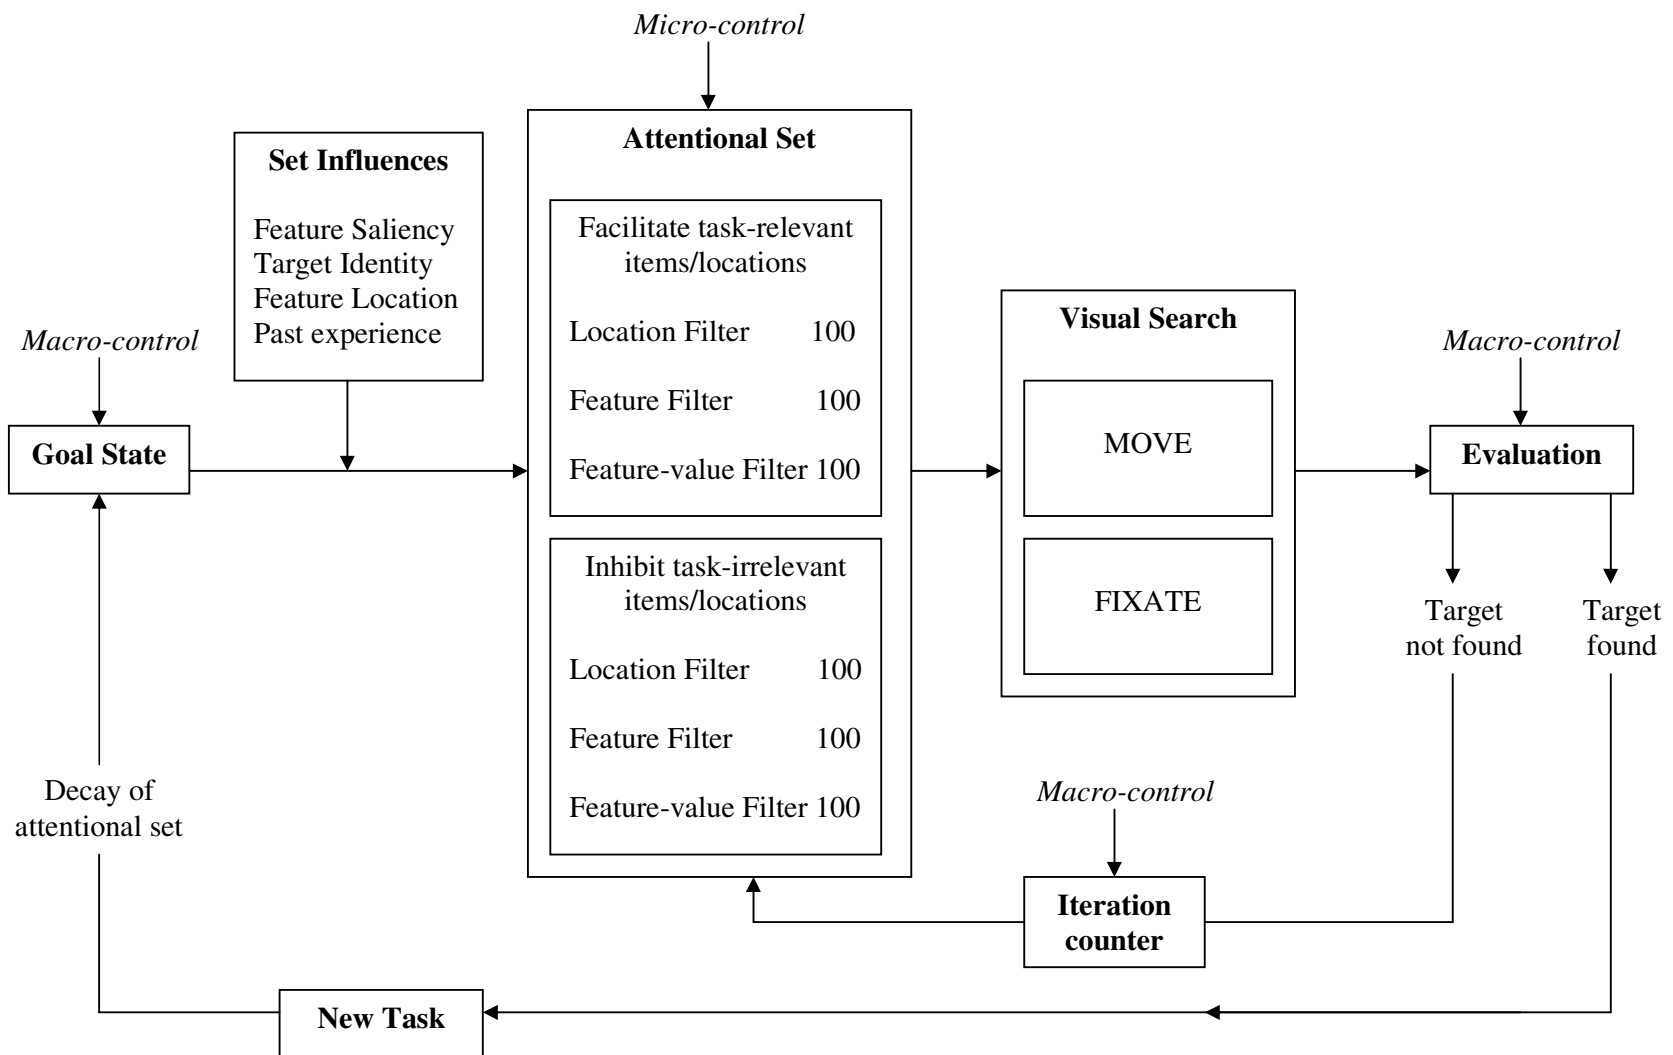 Micro-control
Set Influences
Feature Saliency
Target Identity
Feature Location
Past experience
Attentional Set
Facilitate task-relevant
items/locations
Location Filter 100
Feature Filter 100
Feature-value Filter 100
Inhibit task-irrelevant
items/locations
Location Filter 100
Feature Filter 100
Feature-value Filter 100
Macro-control
Goal State
Visual Search
MOVE
FIXATE
Macro-control
Evaluation
Target
not found
Target
found
Macro-control
Iteration
counter
Decay of
attentional set
New Task